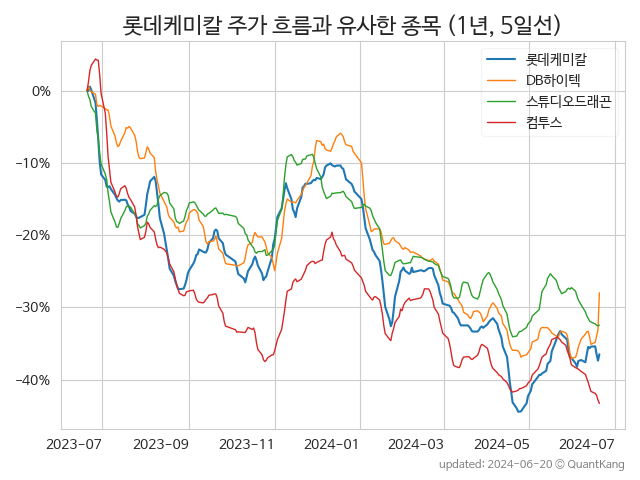 롯데케미칼 주가 흐름과 유사한 종목 (1년, 5일선)
롯데케미칼
DB하이텍
스튜디오드래곤
컴투스
0%
−10%
−20%
−30%
−40%
2023-07 2023-09 2023-11 2024-01 2024-03 2024-05 2024-07
updated: 2024-06-20 © QuantKang